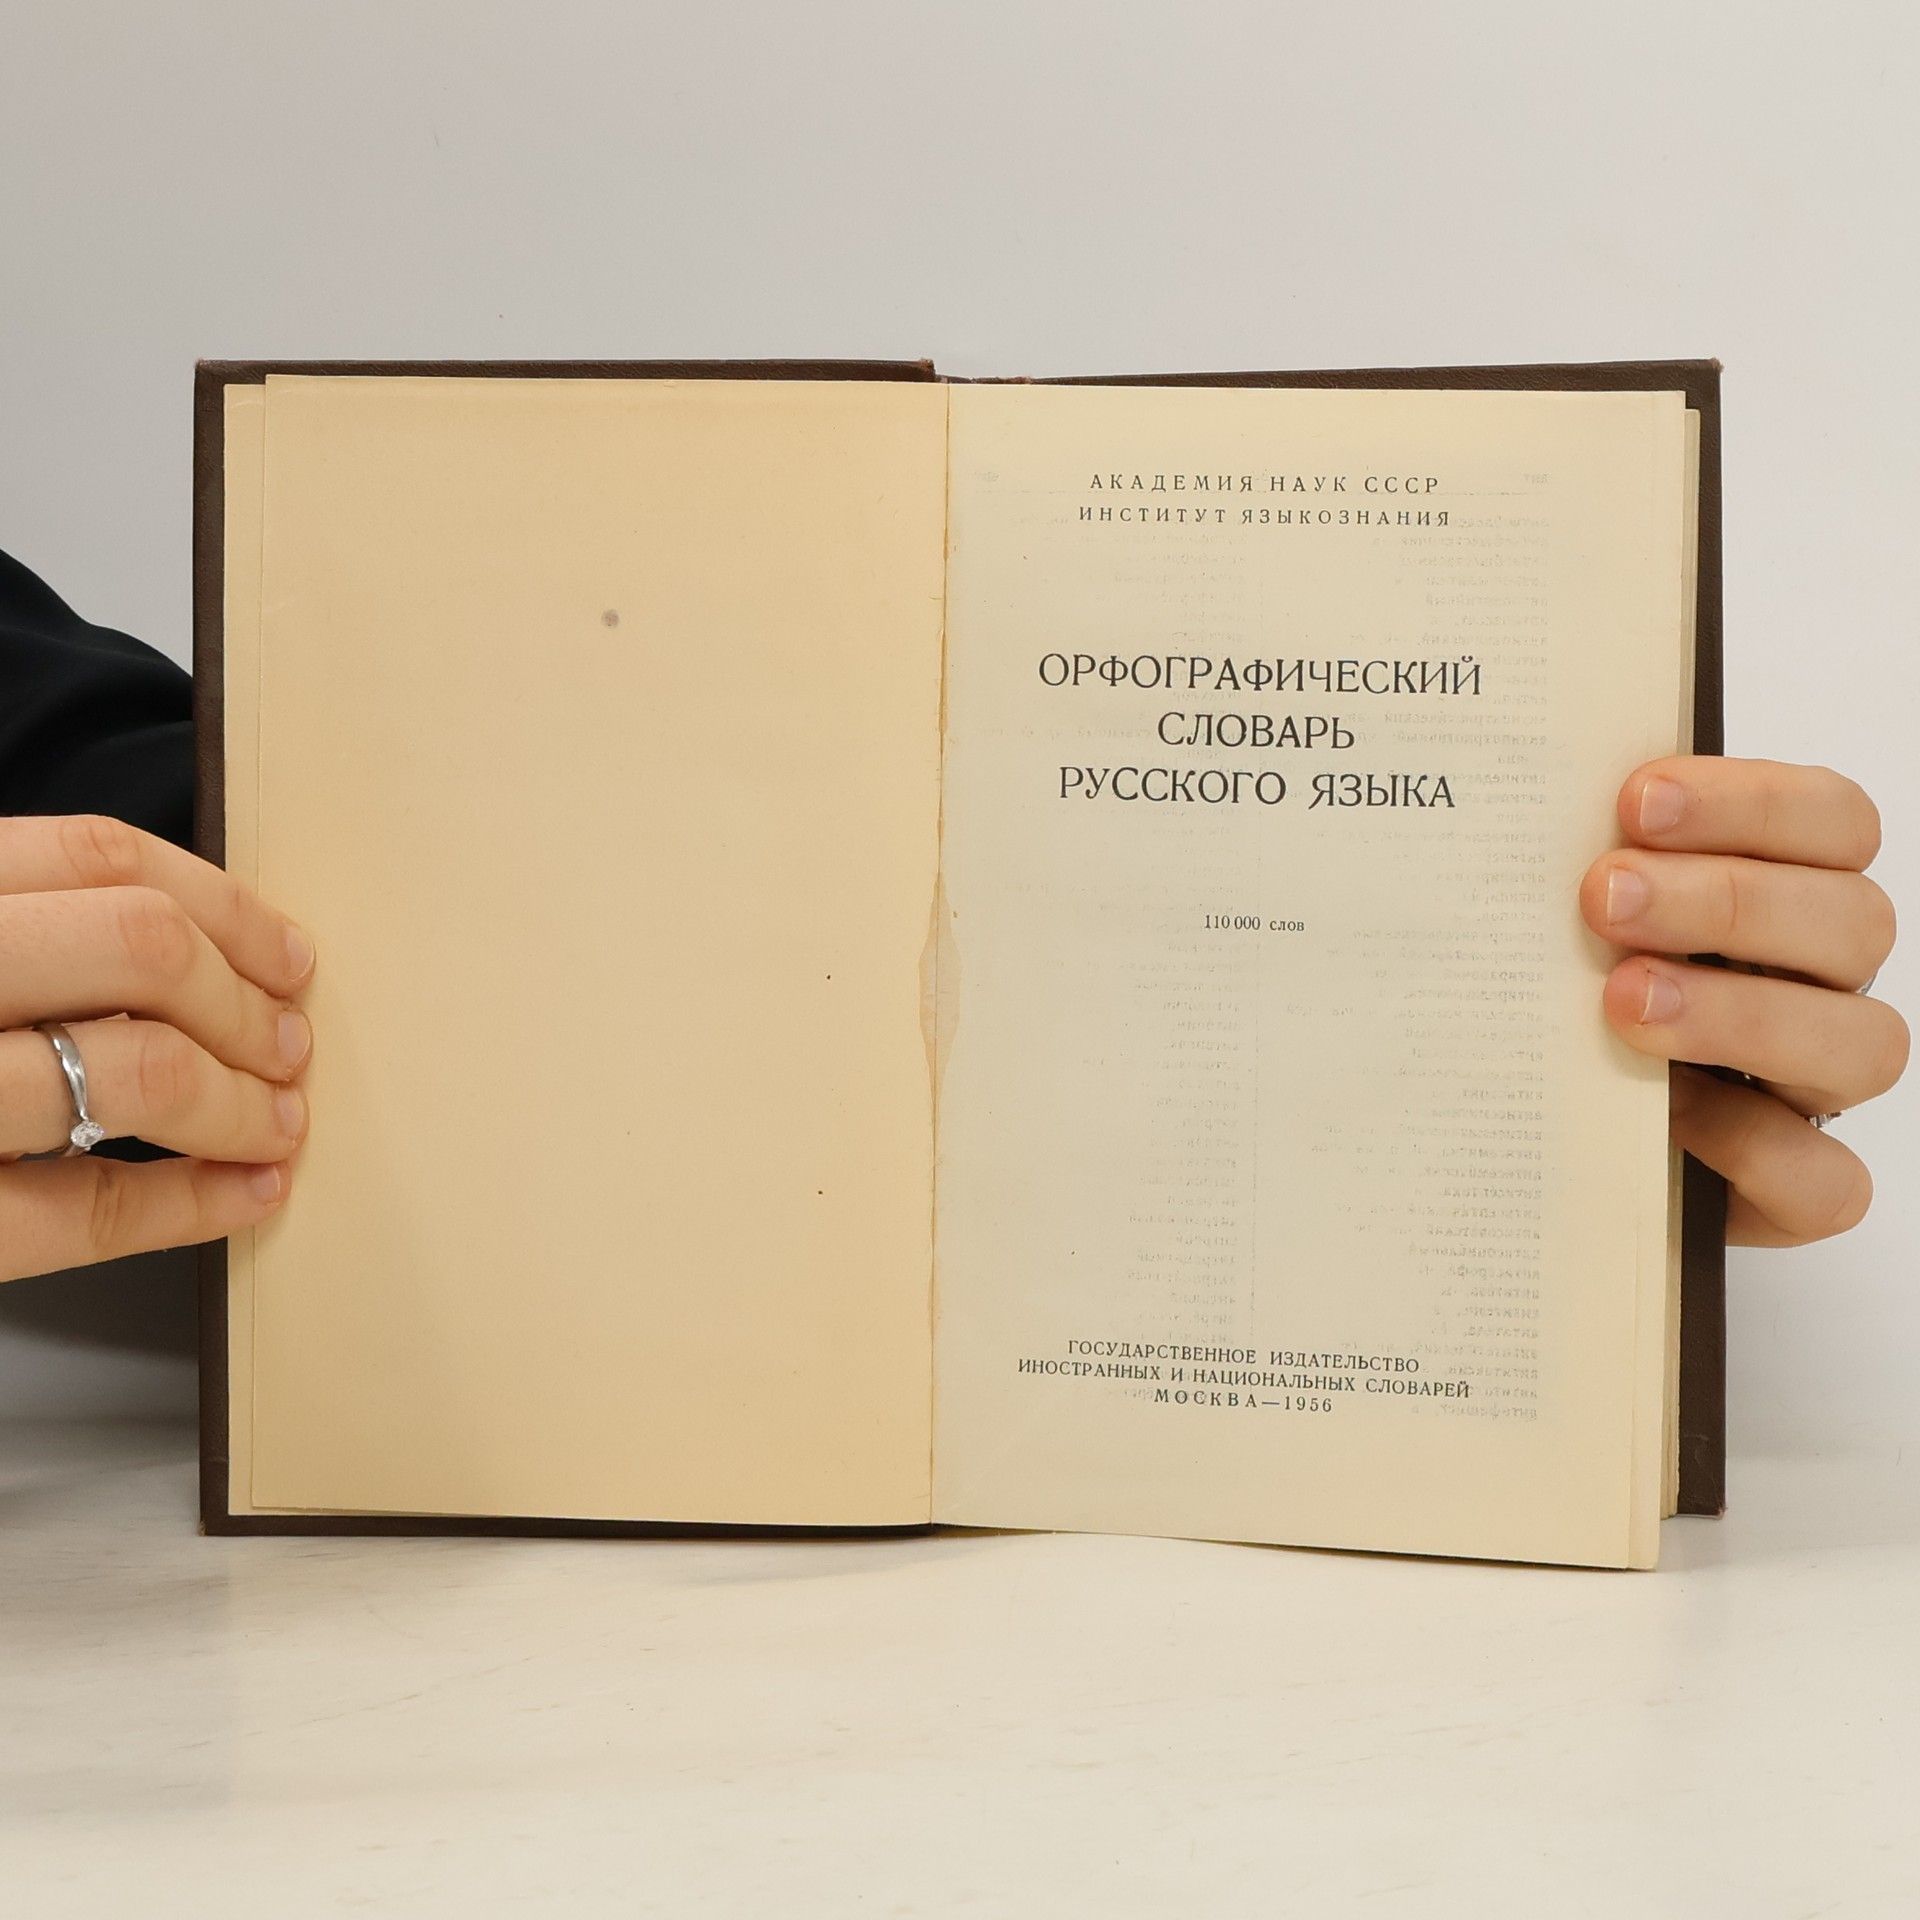 АКАДЕМИЯ НАУК СССР
ИНСТИТУТ ЯЗЫКОЗНАНИЯ
ОРФОГРАФИЧЕСКИЙ
СЛОВАРЬ
РУССКОГО ЯЗЫКА
110 000 слов
ГОСУДАРСТВЕННОЕ ИЗДАТЕЛЬСТВО
ИНОСТРАННЫХ И НАЦИОНАЛЬНЫХ СЛОВАРЕЙ
МОСКВА—1956